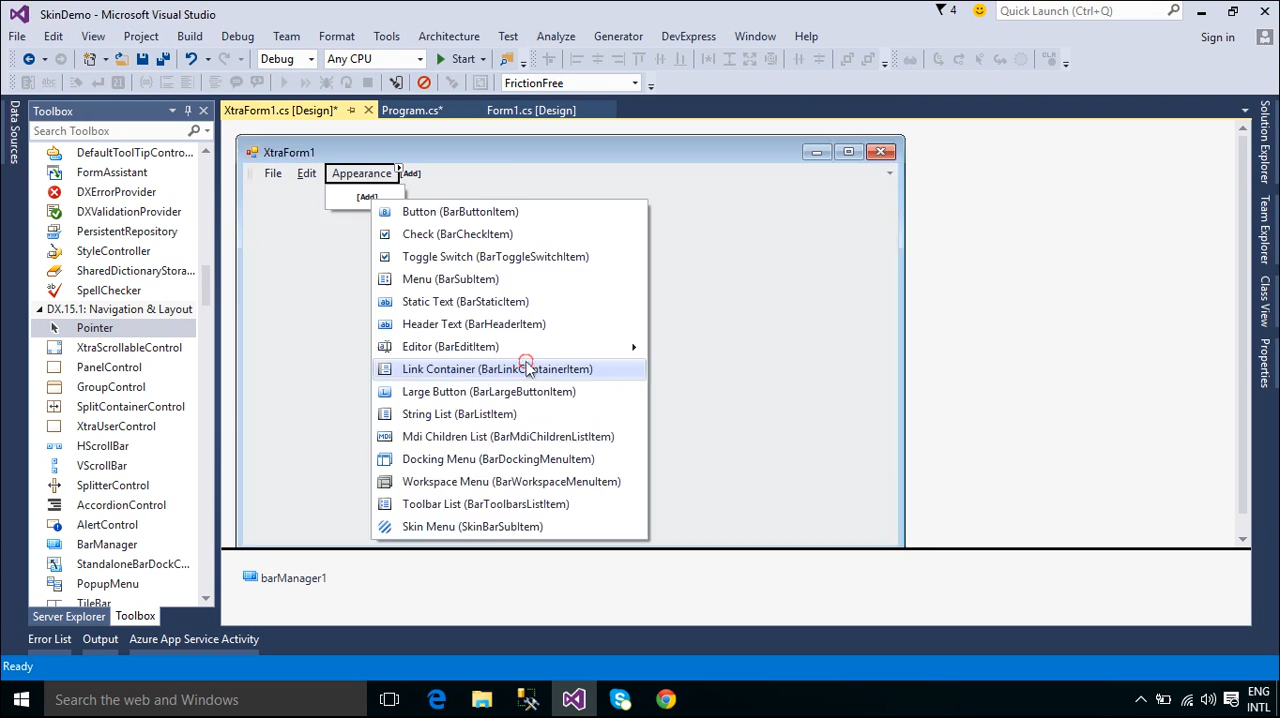 SkinDemo - Microsoft Visual Studio
4
Quick Launch (Ctrl+Q)
File Edit View Project Build Debug Team Format Tools Architecture Test Analyze Generator DevExpress Window Help
Sign in
Debug Any CPU Start
FrictionFree
Data Sources
Toolbox
Search Toolbox
DefaultToolTipContro...
FormAssistant
DXErrorProvider
DXValidationProvider
PersistentRepository
StyleController
SharedDictionaryStora...
SpellChecker
DX.15.1: Navigation & Layout
Pointer
XtraScrollableControl
PanelControl
GroupControl
SplitContainerControl
XtraUserControl
HScrollBar
VScrollBar
SplitterControl
AccordionControl
AlertControl
BarManager
StandaloneBarDockC...
PopupMenu
TileBar
Server Explorer Toolbox
XtraForm1.cs [Design]* Program.cs* Form1.cs [Design]
XtraForm1
File Edit Appearance [Add]
[Add]
Button (BarButtonItem)
Check (BarCheckItem)
Toggle Switch (BarToggleSwitchItem)
Menu (BarSubItem)
Static Text (BarStaticItem)
Header Text (BarHeaderItem)
Editor (BarEditItem)
Link Container (BarLinkContainerItem)
Large Button (BarLargeButtonItem)
String List (BarListItem)
Mdi Children List (BarMdiChildrenListItem)
Docking Menu (BarDockingMenuItem)
Workspace Menu (BarWorkspaceMenuItem)
Toolbar List (BarToolbarsListItem)
Skin Menu (SkinBarSubItem)
barManager1
Solution Explorer
Team Explorer
Class View
Properties
Error List Output Azure App Service Activity
Ready
Search the web and Windows
ENG
INTL